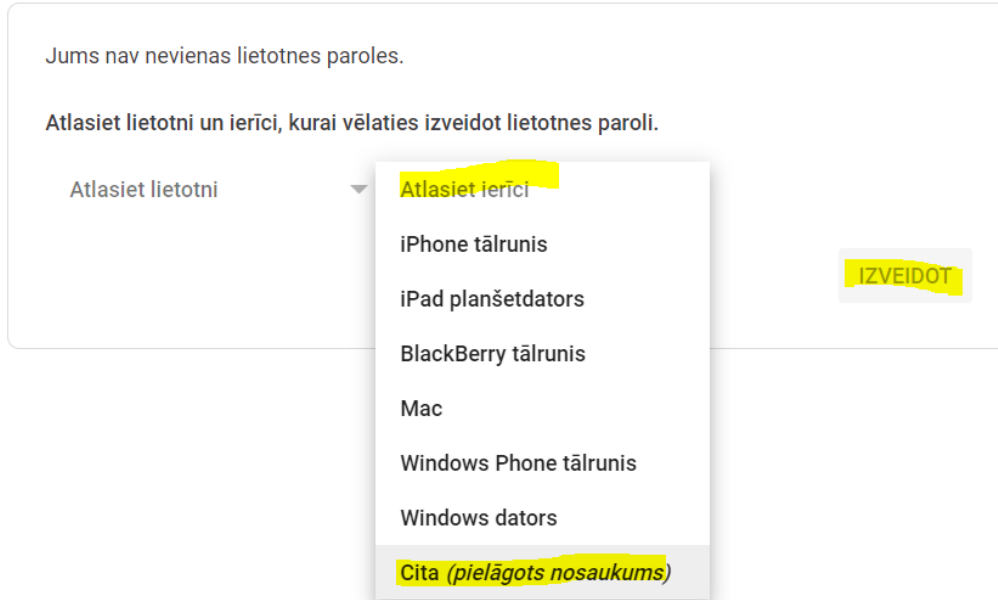 Jums nav nevienas lietotnes paroles.
Atlasiet lietotni un ierīci, kurai vēlaties izveidot lietotnes paroli.
Atlasiet lietotni
Atlasiet ierīci
iPhone tālrunis
iPad planšetdators
BlackBerry tālrunis
Mac
Windows Phone tālrunis
Windows dators
Cita (pielāgots nosaukums)
IZVEIDOT